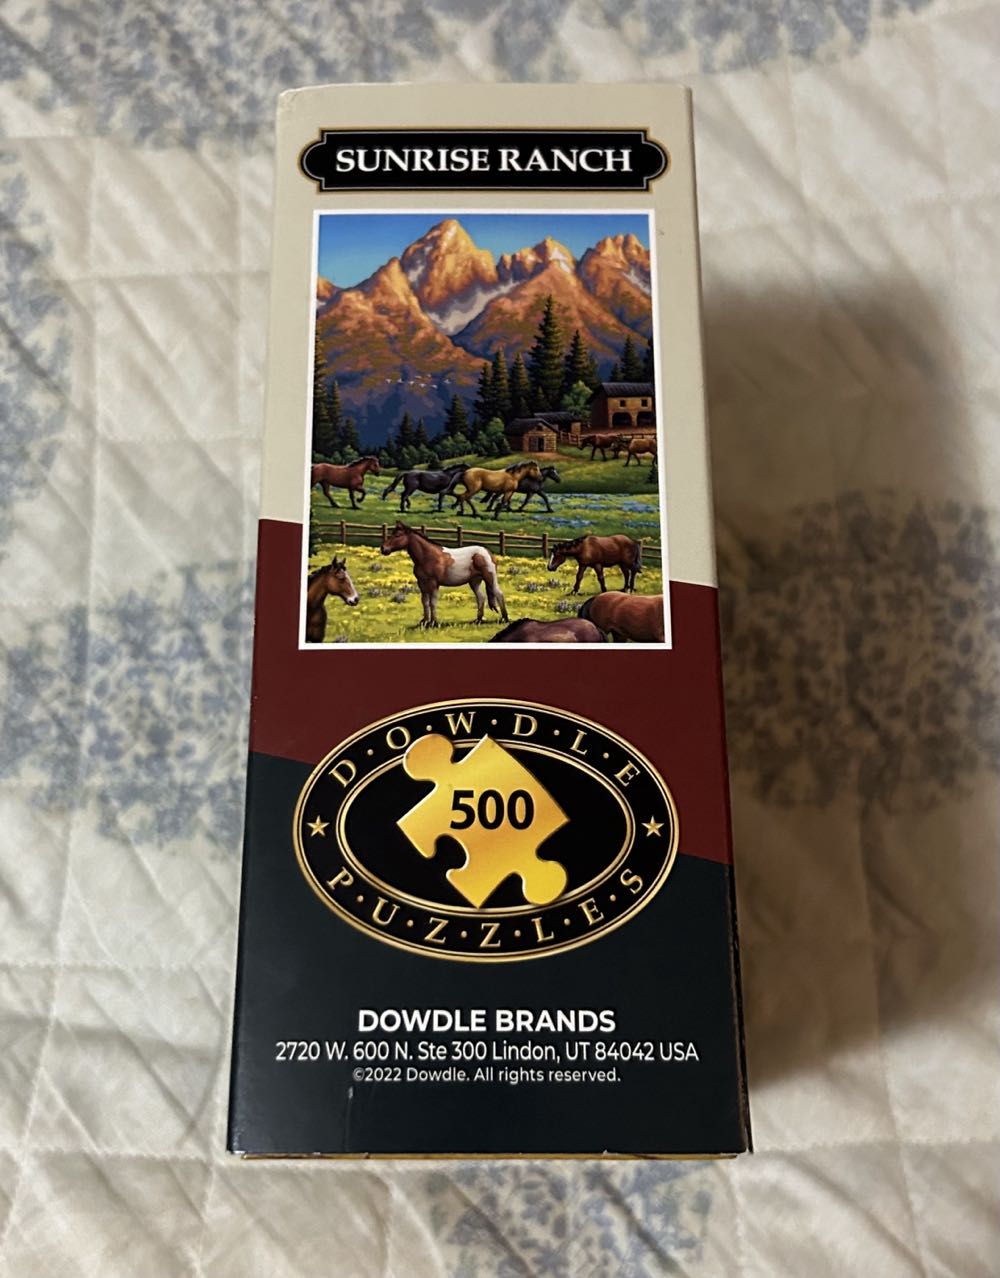 SUNRISE RANCH
D·O·W·D·L·E
500
P·U·Z·Z·L·E·S
DOWDLE BRANDS
2720 W. 600 N. Ste 300 Lindon, UT 84042 USA
©2022 Dowdle. All rights reserved.